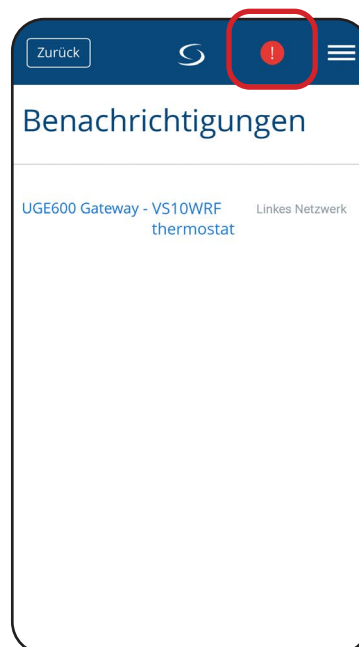 Zurück
!
Benachrichtigungen
UGE600 Gateway - VS10WRF Linkes Netzwerk
thermostat